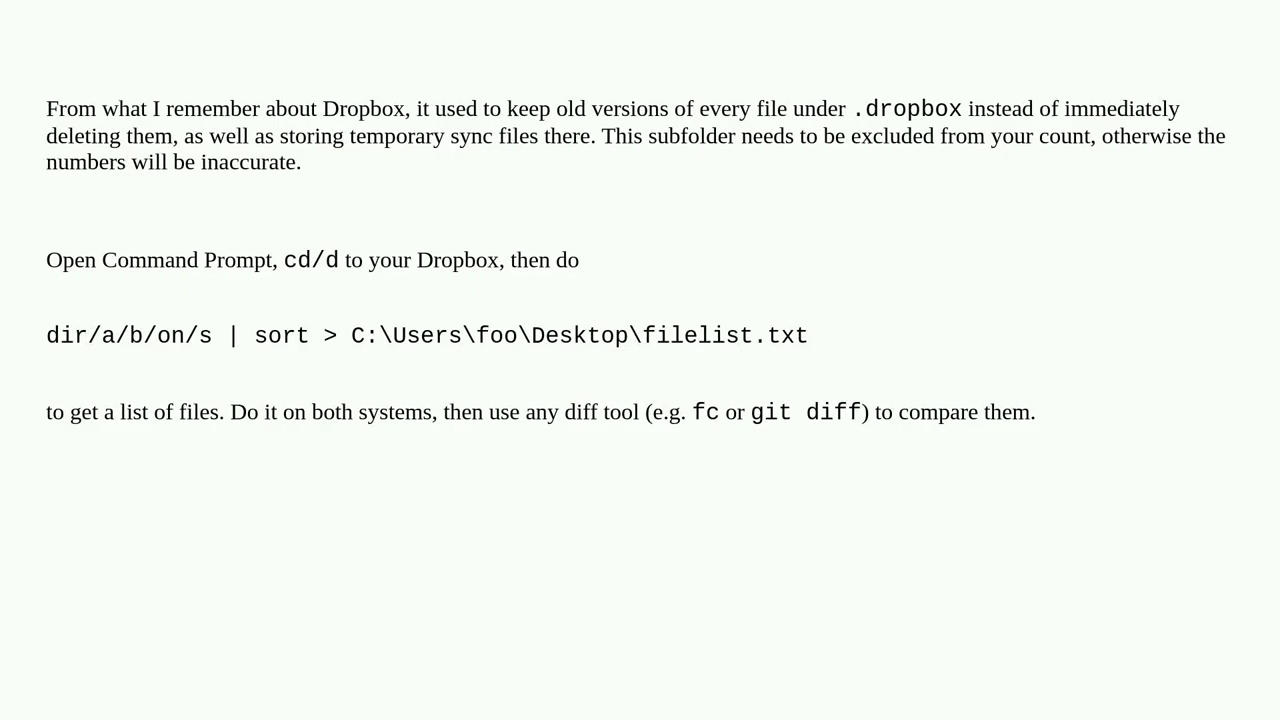 From what I remember about Dropbox, it used to keep old versions of every file under .dropbox instead of immediately
deleting them, as well as storing temporary sync files there. This subfolder needs to be excluded from your count, otherwise the
numbers will be inaccurate.
Open Command Prompt, cd/d to your Dropbox, then do
dir/a/b/on/s | sort > C:\Users\foo\Desktop\filelist.txt
to get a list of files. Do it on both systems, then use any diff tool (e.g. fc or git diff) to compare them.